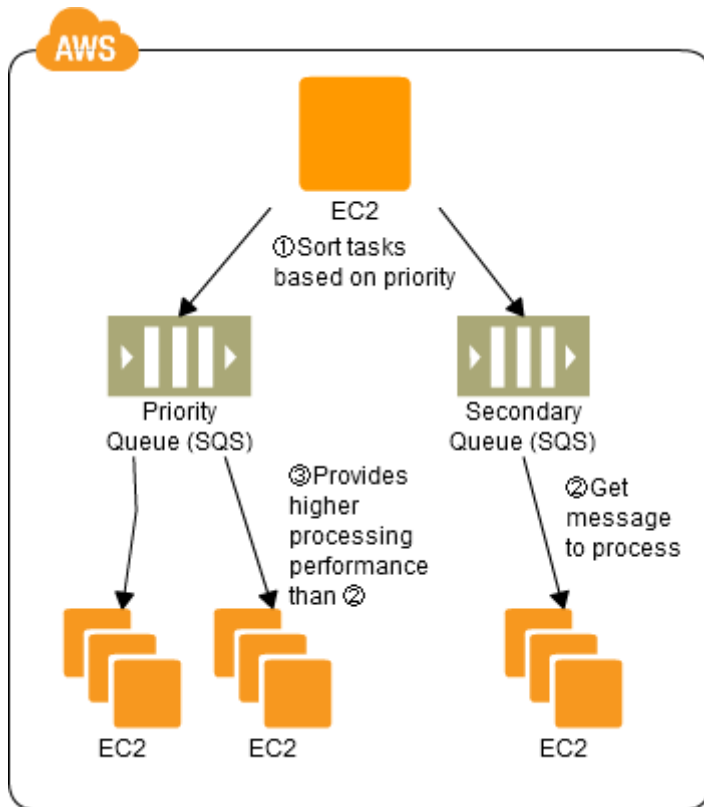 AWS
EC2
①Sort tasks
based on priority
Priority
Queue (SQS)
Secondary
Queue (SQS)
③Provides
higher
processing
performance
than ②
②Get
message
to process
EC2
EC2
EC2